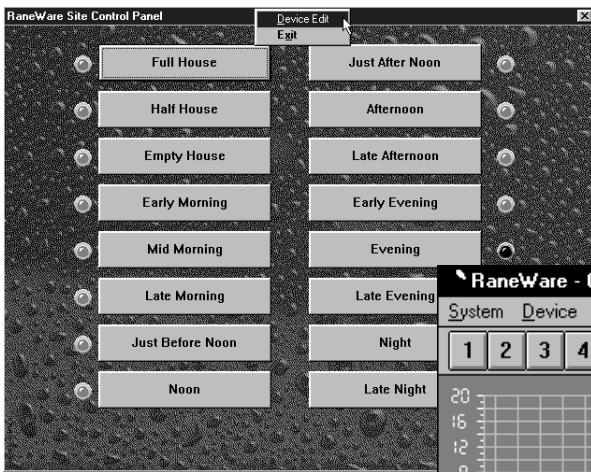 RaneWare Site Control Panel
Device Edit
Exit
Full House
Just After Noon
Half House
Afternoon
Empty House
Late Afternoon
Early Morning
Early Evening
Mid Morning
Evening
Late Morning
Late Evening
Just Before Noon
Night
Noon
Late Night
RaneWare -
System Device
1 2 3 4
20
16
12